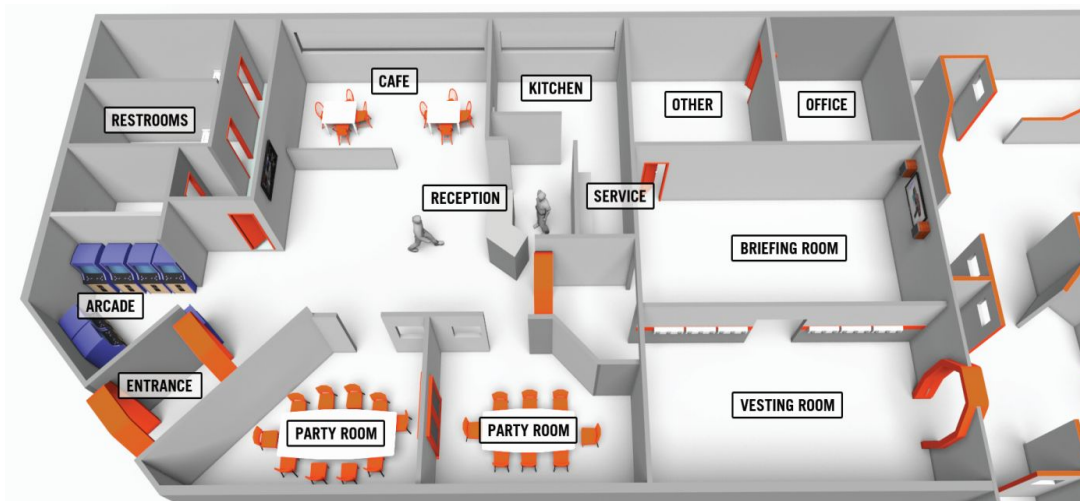 CAFE
KITCHEN
OTHER
OFFICE
RESTROOMS
RECEPTION
SERVICE
BRIEFING ROOM
ARCADE
ENTRANCE
VESTING ROOM
PARTY ROOM
PARTY ROOM